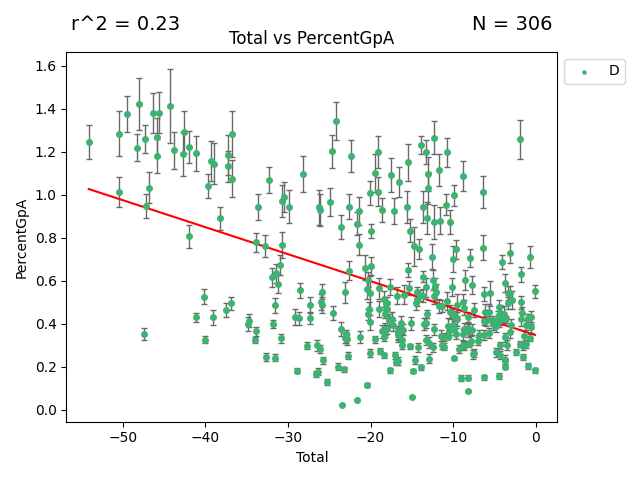 r^2 = 0.23
N = 306
Total vs PercentGpA
D
PercentGpA
1.6
1.4
1.2
1.0
0.8
0.6
0.4
0.2
0.0
−50
−40
−30
−20
−10
0
Total